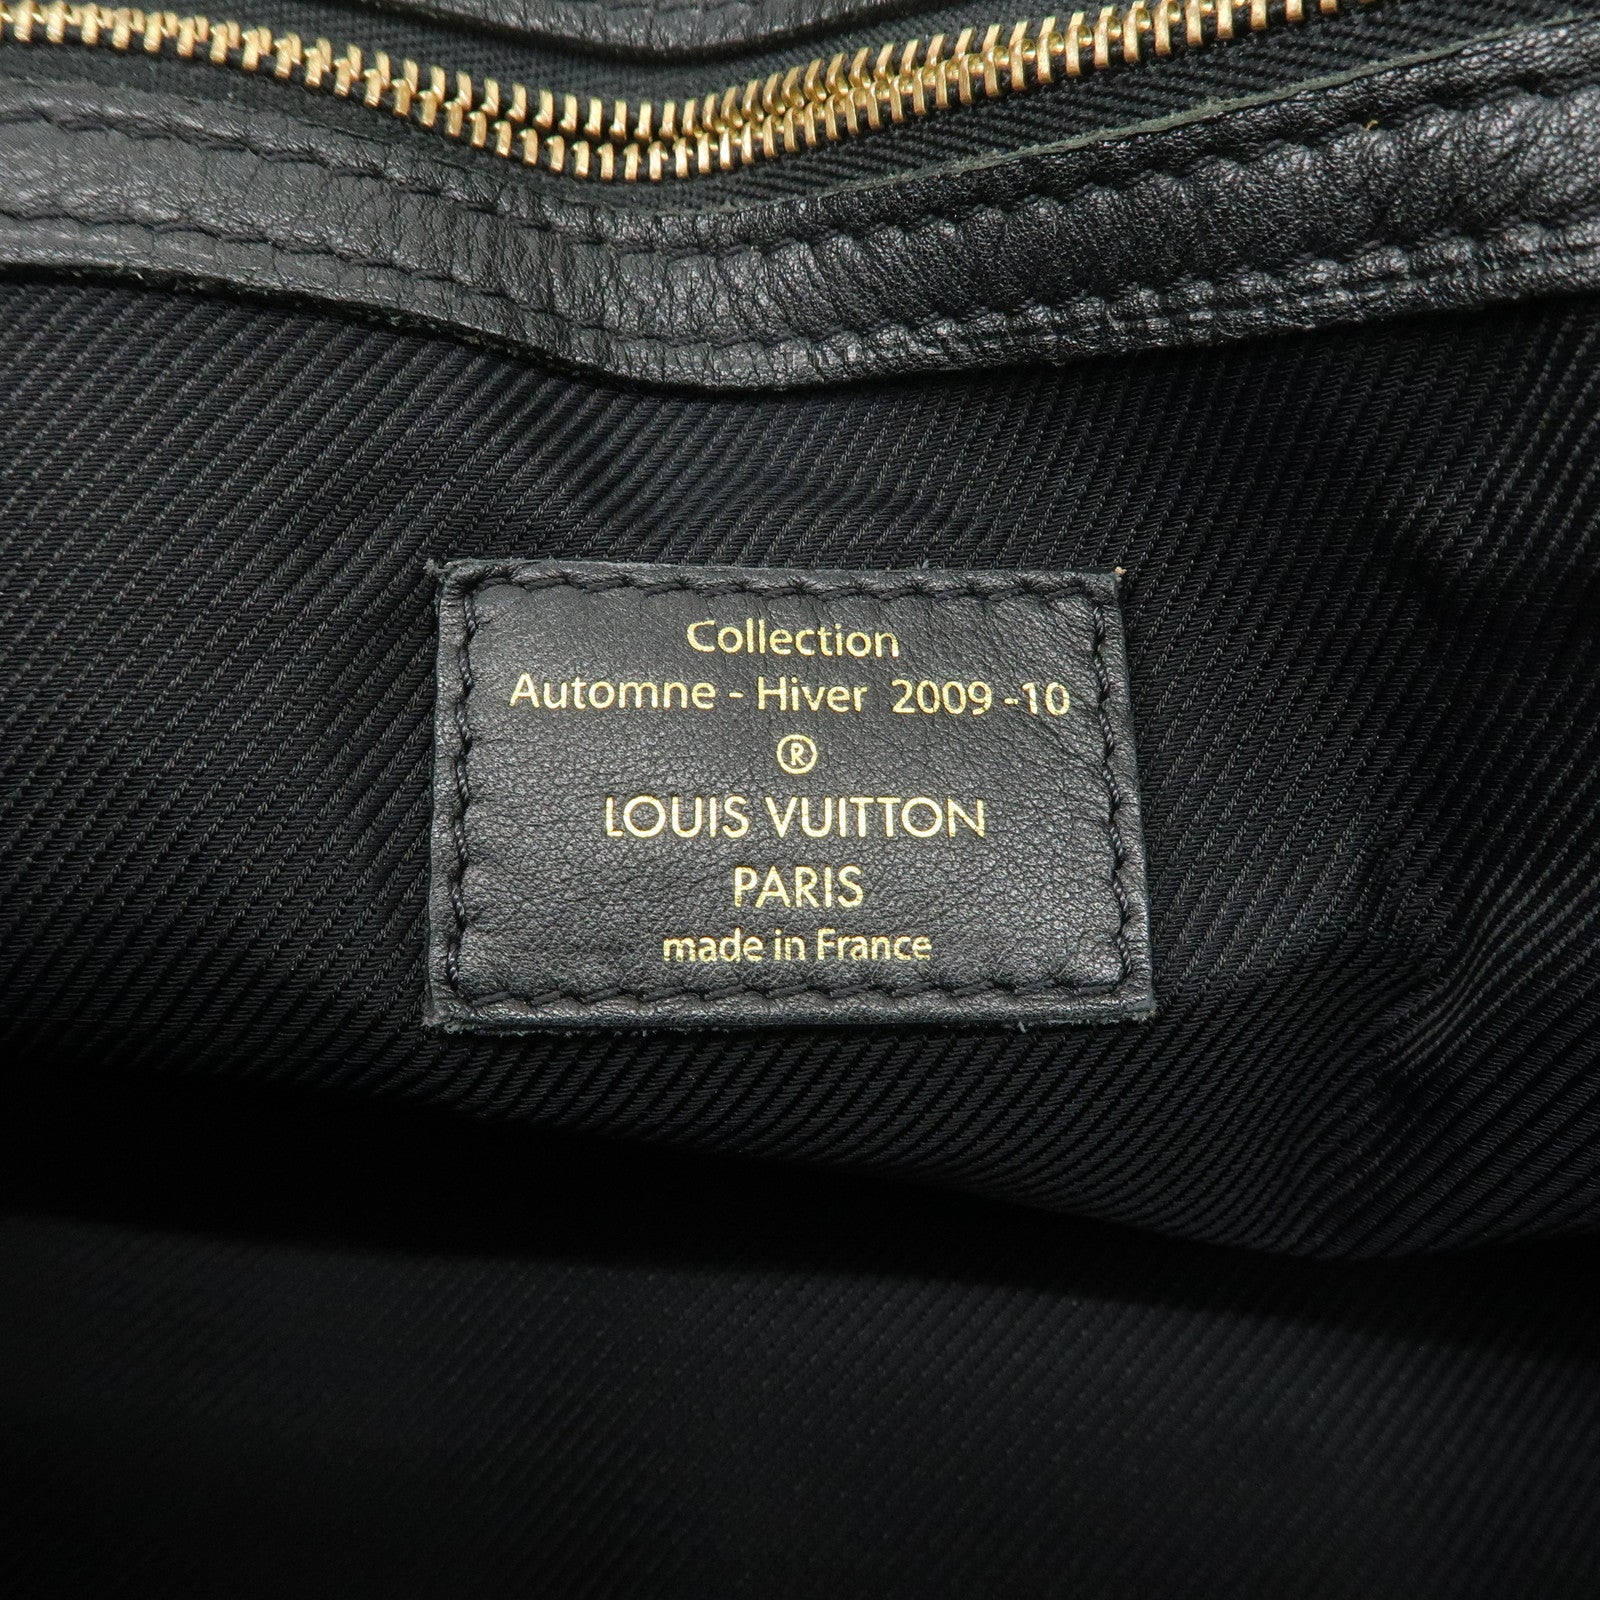 Collection
Automne - Hiver 2009 -10
®
LOUIS VUITTON
PARIS
made in France